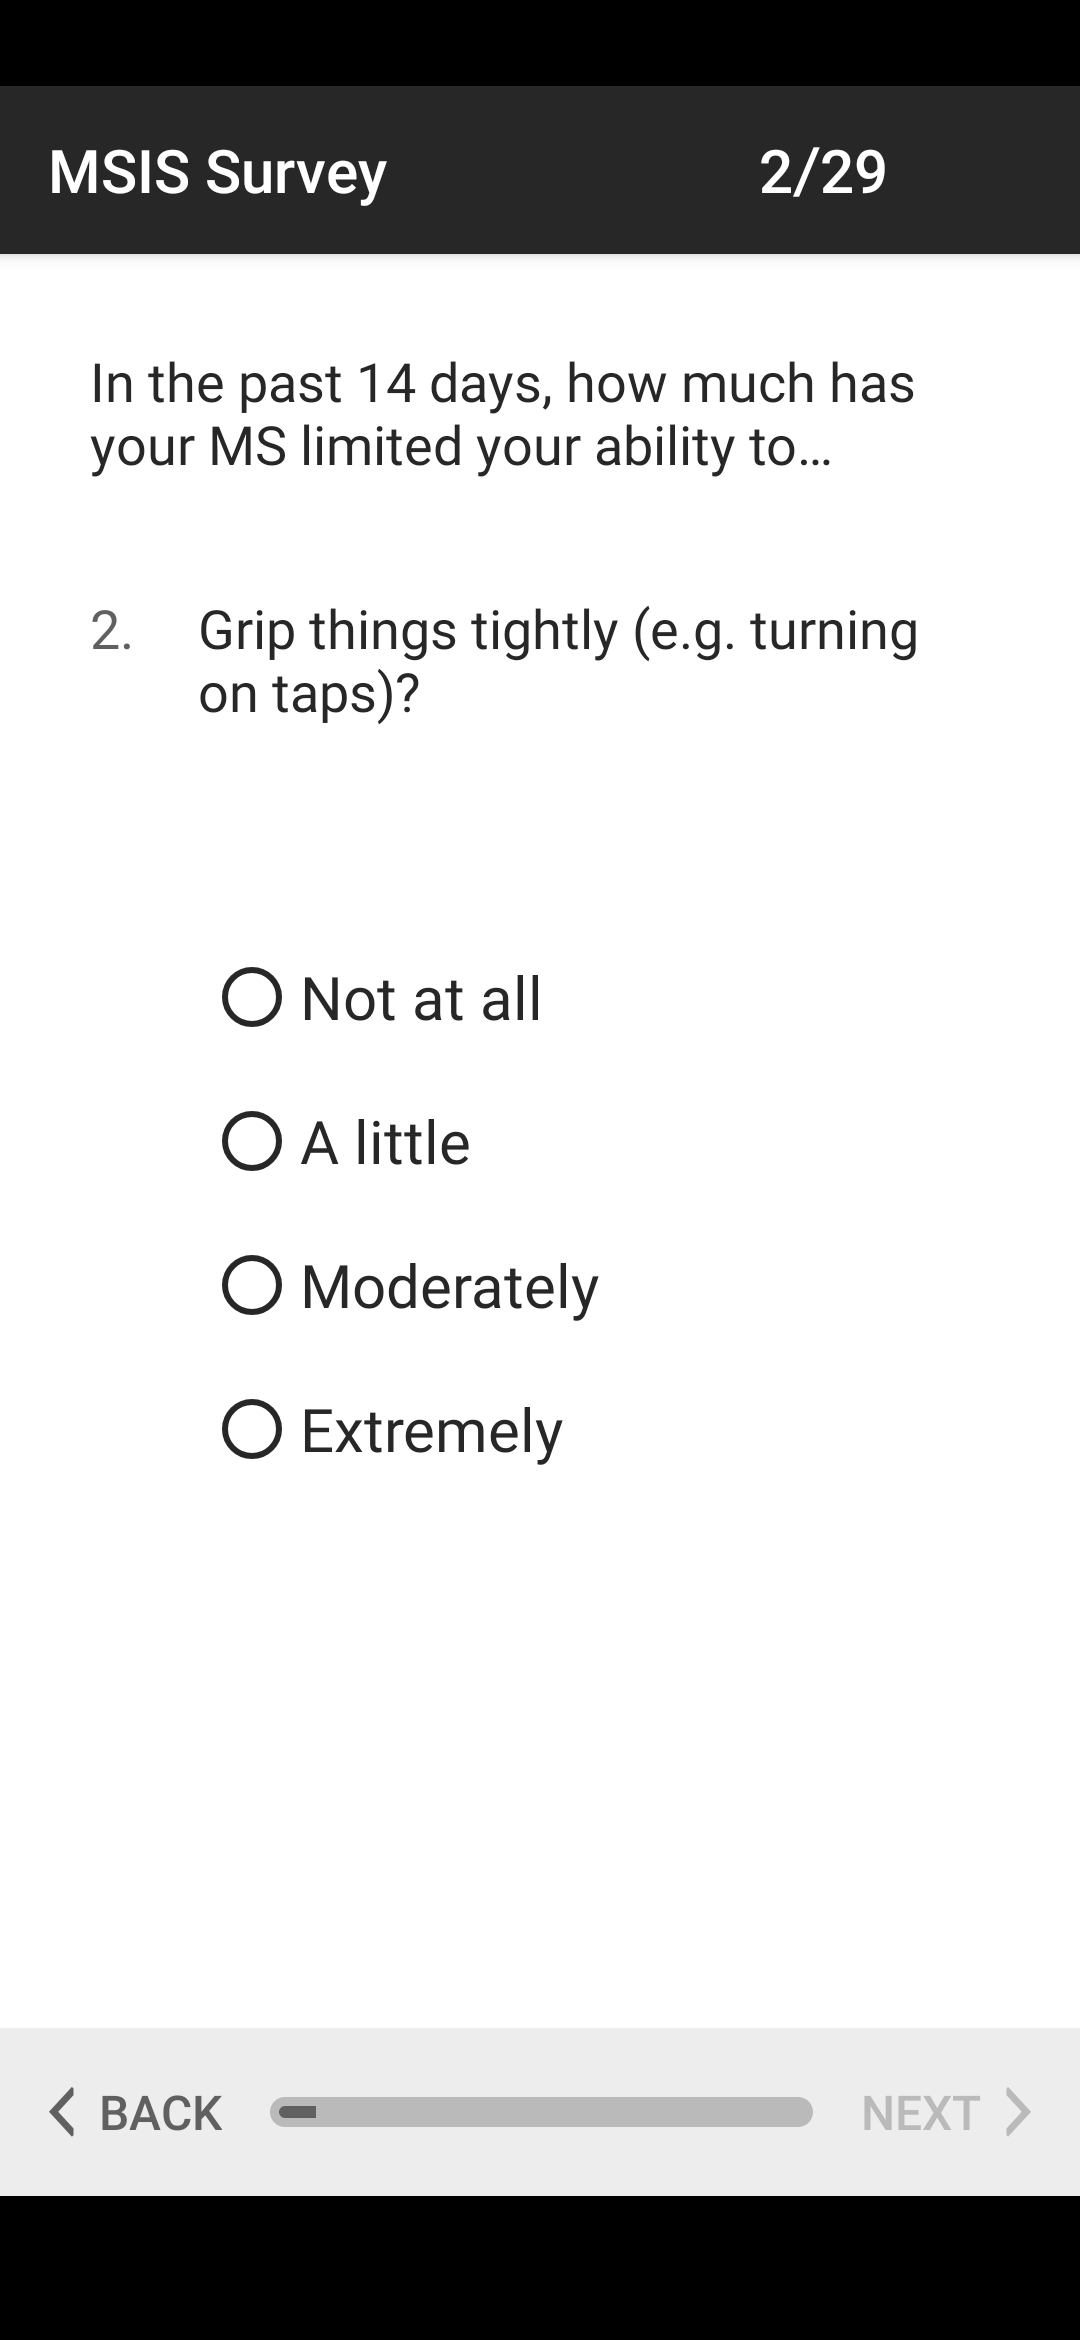 MSIS Survey 2/29
In the past 14 days, how much has
your MS limited your ability to...
2. Grip things tightly (e.g. turning
on taps)?
Not at all
A little
Moderately
Extremely
BACK NEXT